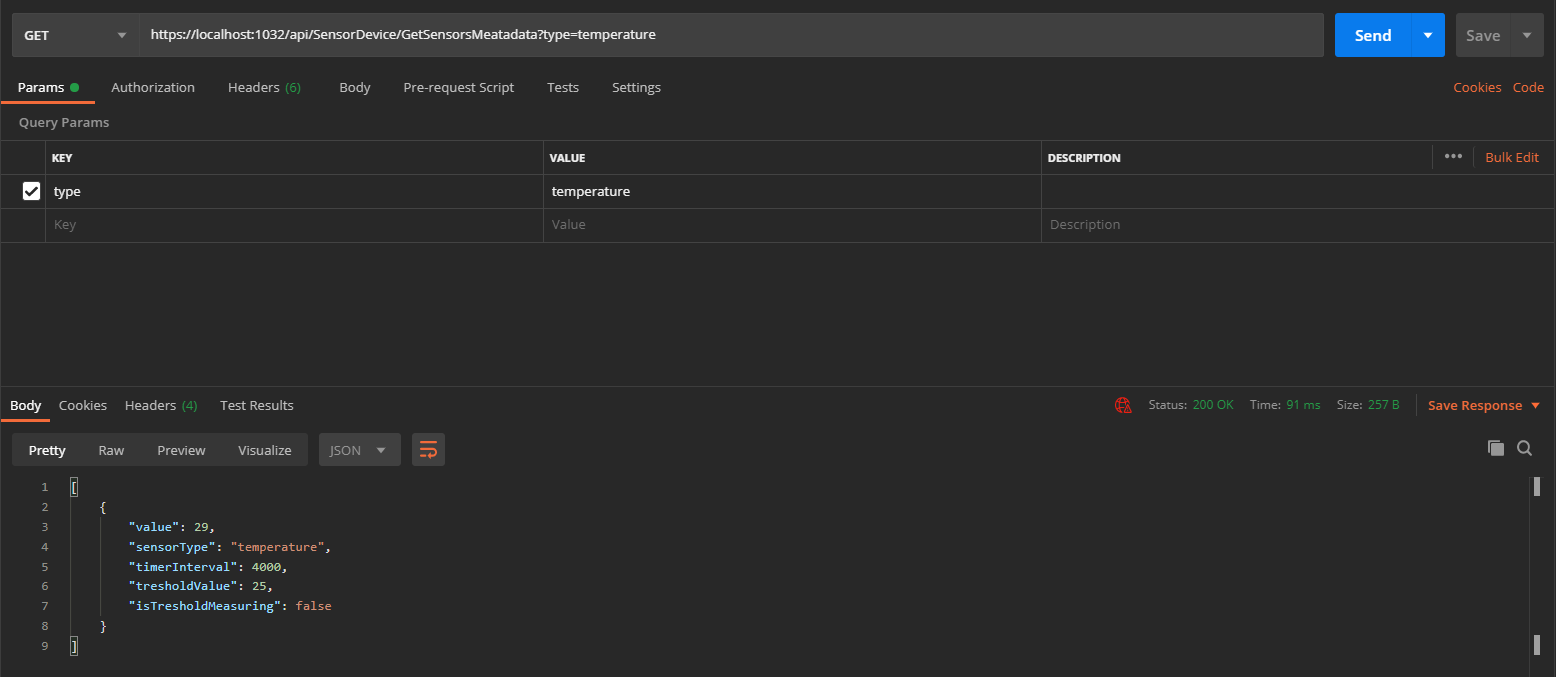 GET https://localhost:1032/api/SensorDevice/GetSensorsMeatadata?type=temperature Send Save
Params Authorization Headers (6) Body Pre-request Script Tests Settings Cookies Code
Query Params
KEY VALUE DESCRIPTION ••• Bulk Edit
type temperature
Key Value Description
Body Cookies Headers (4) Test Results Status: 200 OK Time: 91 ms Size: 257 B Save Response
Pretty Raw Preview Visualize JSON
1 [
2 {
3 "value": 29,
4 "sensorType": "temperature",
5 "timerInterval": 4000,
6 "tresholdValue": 25,
7 "isTresholdMeasuring": false
8 }
9 ]